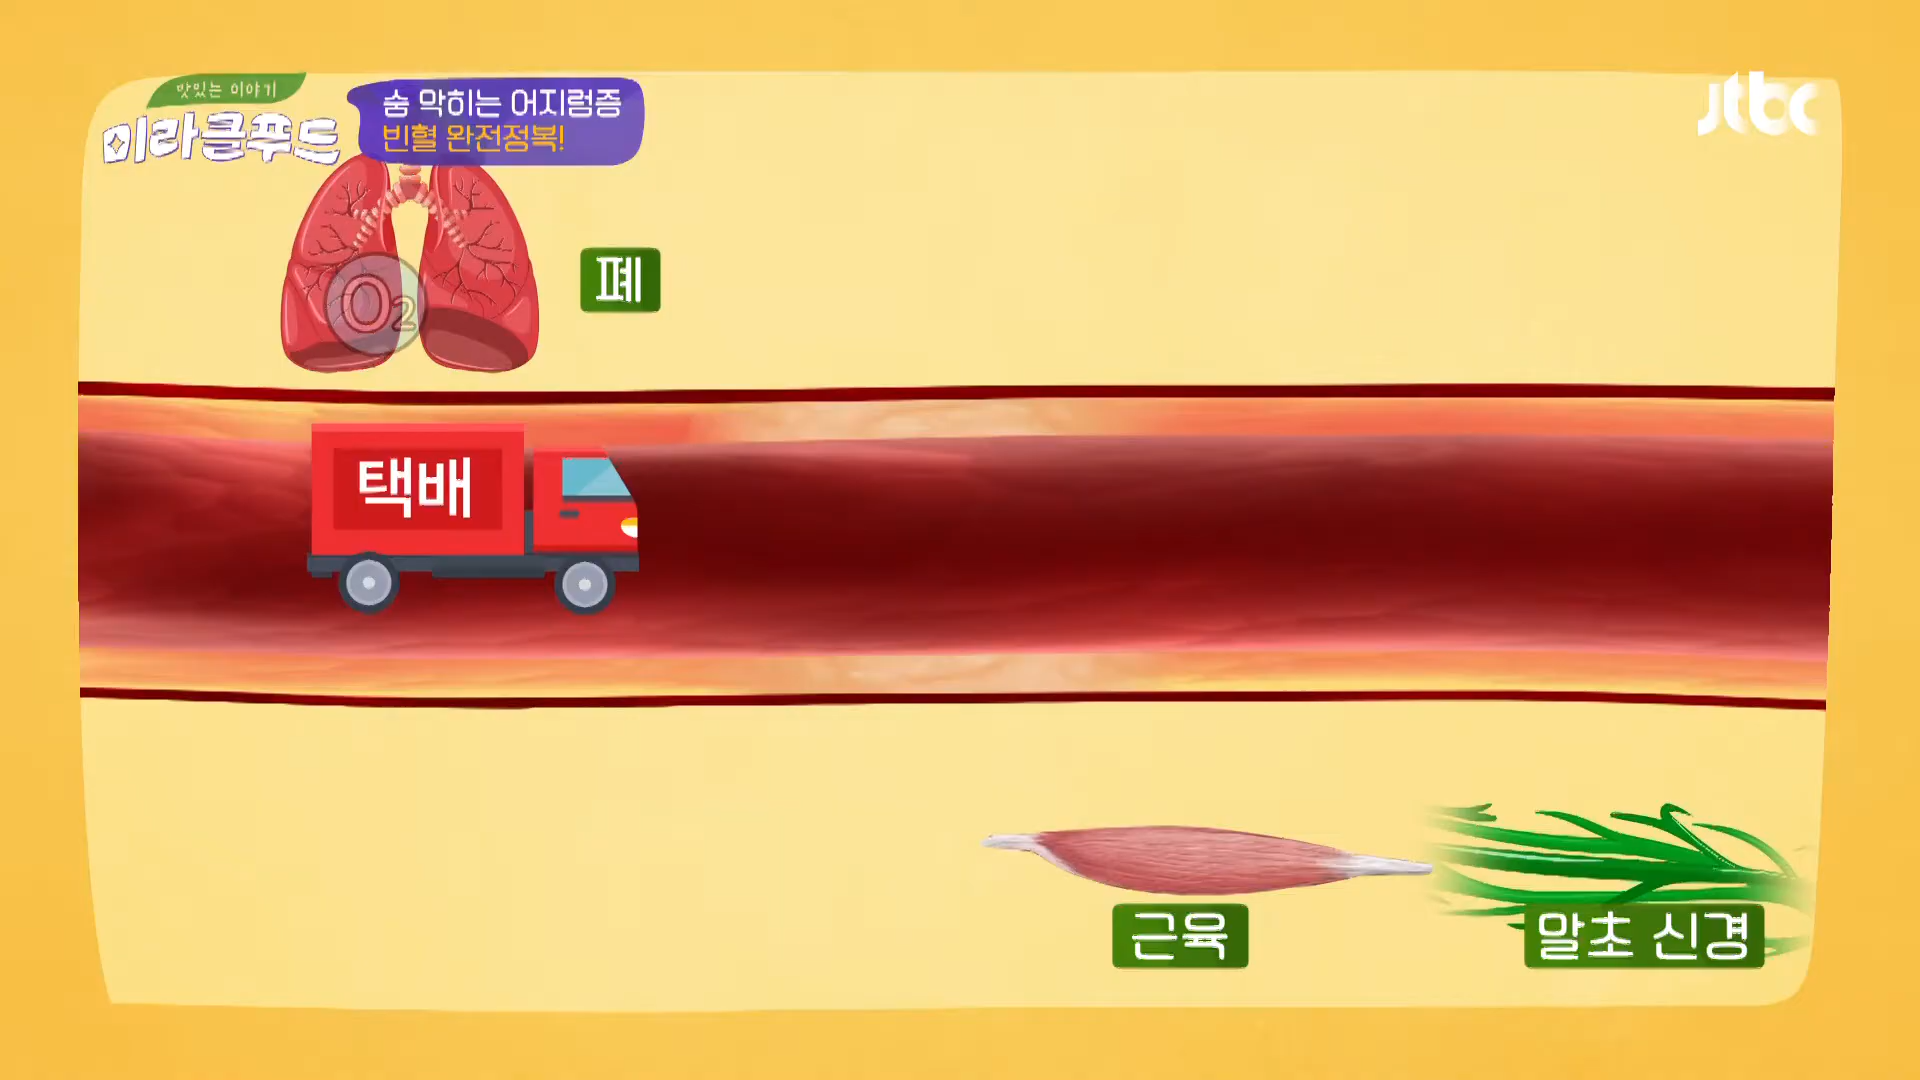 맛있는 이야기
미라클푸드
숨 막히는 어지럼증
빈혈 완전정복!
jtbc
O2
폐
택배
근육
말초 신경